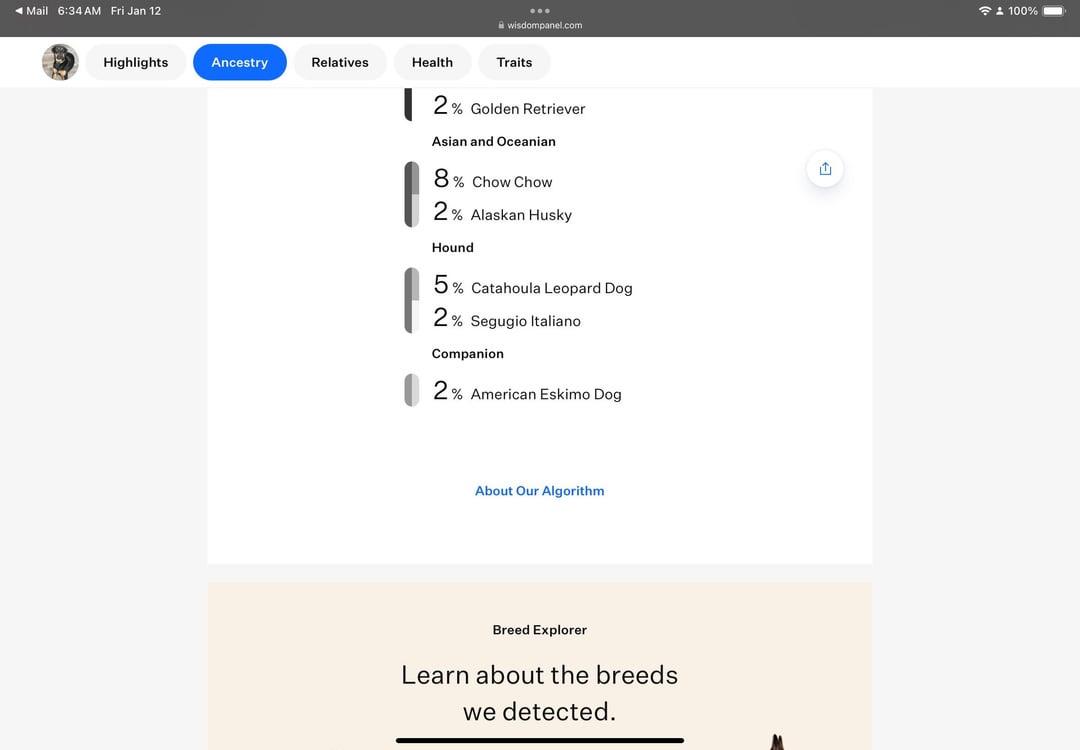 ◀ Mail 6:34 AM Fri Jan 12
100%
wisdompanel.com
Highlights
Ancestry
Relatives
Health
Traits
2 % Golden Retriever
Asian and Oceanian
8 % Chow Chow
2 % Alaskan Husky
Hound
5 % Catahoula Leopard Dog
2 % Segugio Italiano
Companion
2 % American Eskimo Dog
About Our Algorithm
Breed Explorer
Learn about the breeds
we detected.